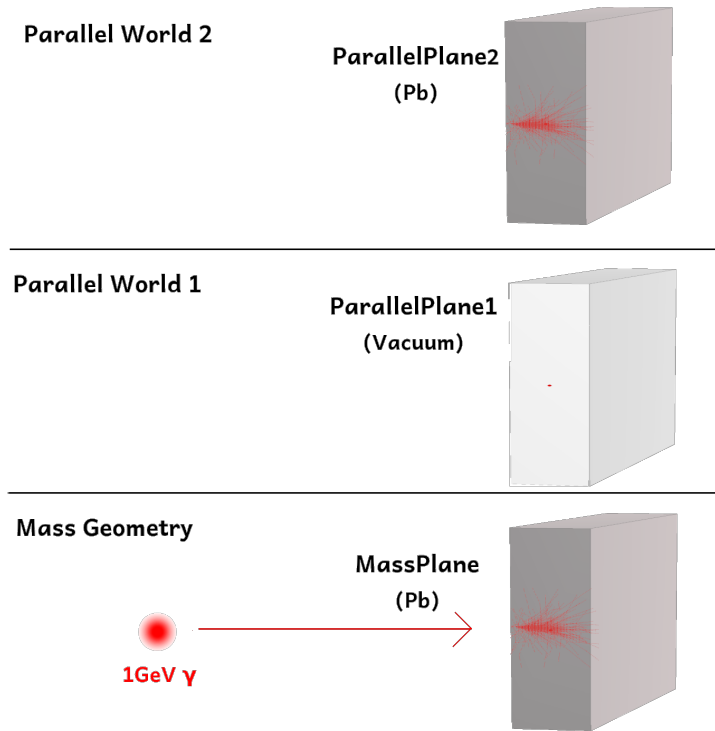 Parallel World 2
ParallelPlane2
(Pb)
Parallel World 1
ParallelPlane1
(Vacuum)
Mass Geometry
MassPlane
(Pb)
1GeV γ